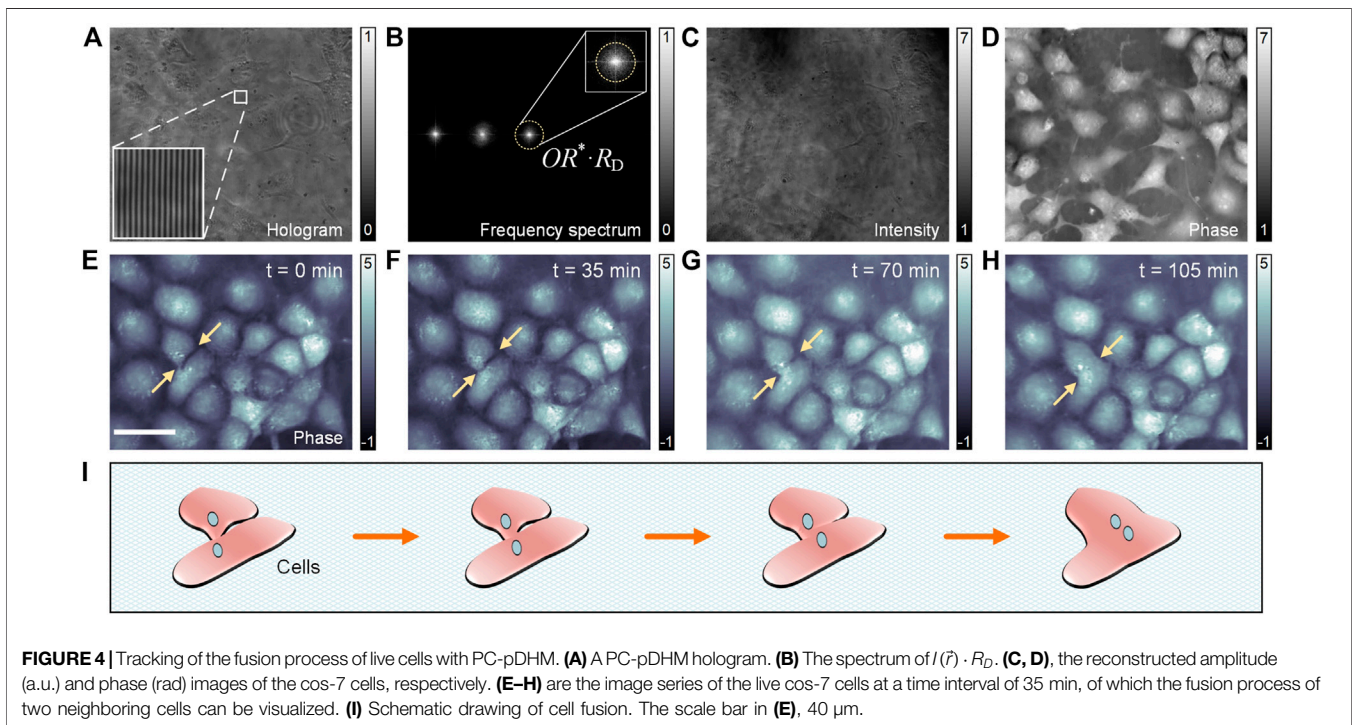 A
Hologram
1
0
B
OR* · R_D
Frequency spectrum
1
0
C
Intensity
7
1
D
Phase
7
1
E
t = 0 min
Phase
5
-1
F
t = 35 min
5
-1
G
t = 70 min
5
-1
H
t = 105 min
5
-1
I
Cells
FIGURE 4 | Tracking of the fusion process of live cells with PC-pDHM. (A) A PC-pDHM hologram. (B) The spectrum of I(r⃗) · R_D. (C, D), the reconstructed amplitude
(a.u.) and phase (rad) images of the cos-7 cells, respectively. (E–H) are the image series of the live cos-7 cells at a time interval of 35 min, of which the fusion process of
two neighboring cells can be visualized. (I) Schematic drawing of cell fusion. The scale bar in (E), 40 μm.